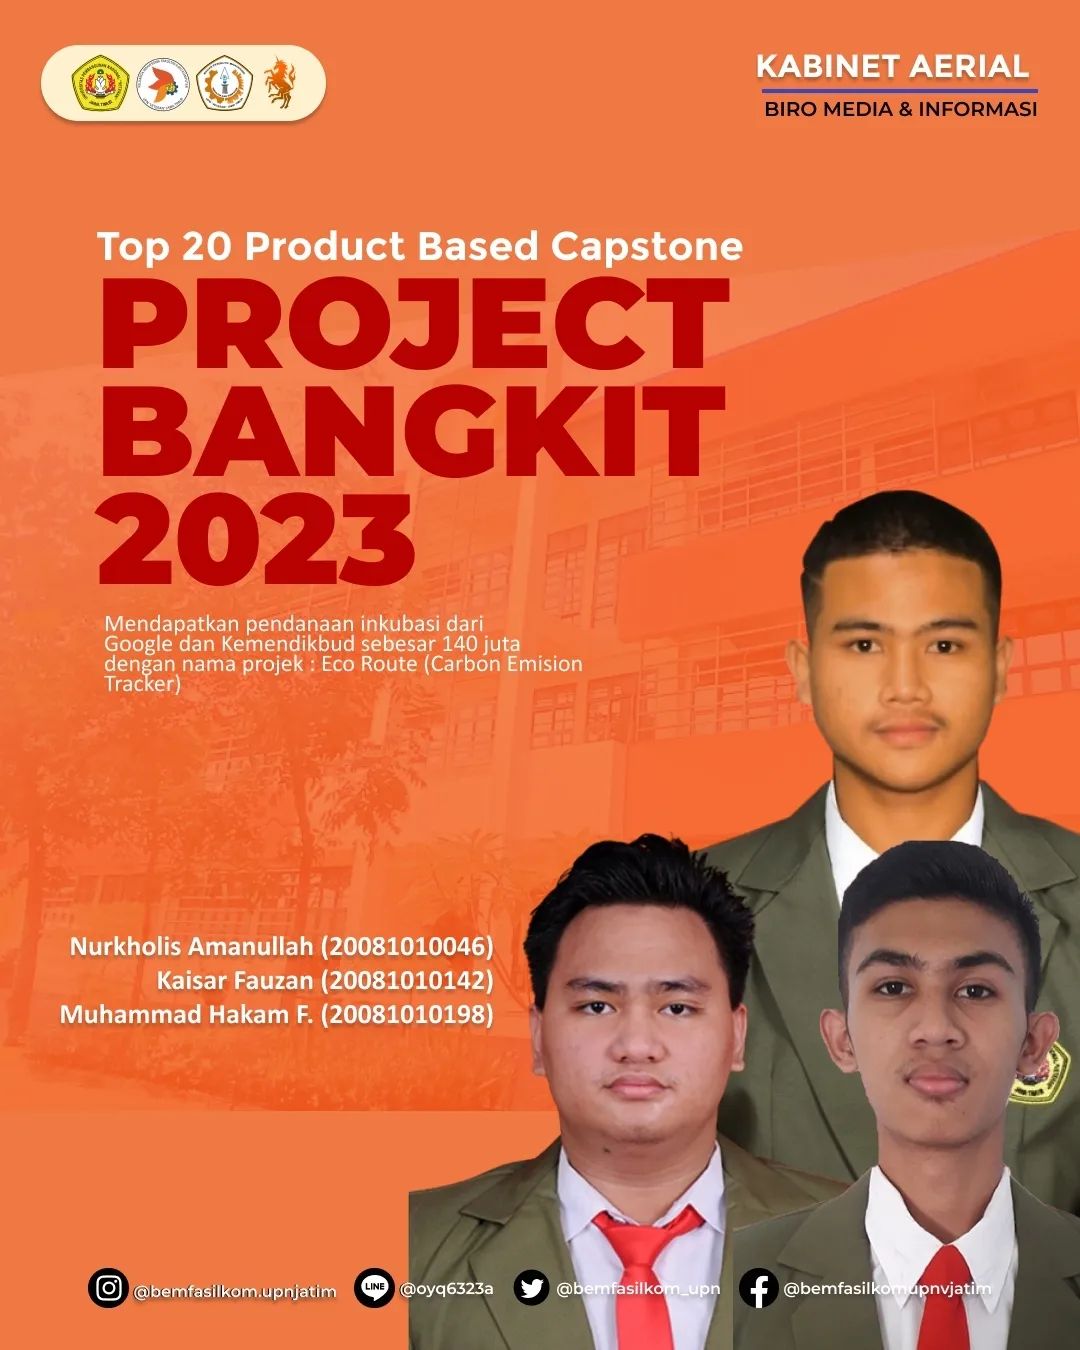 KABINET AERIAL
BIRO MEDIA & INFORMASI
Top 20 Product Based Capstone
PROJECT
BANGKIT
2023
Mendapatkan pendanaan inkubasi dari
Google dan Kemendikbud sebesar 140 juta
dengan nama projek : Eco Route (Carbon Emision
Tracker)
Nurkholis Amanullah (20081010046)
Kaisar Fauzan (20081010142)
Muhammad Hakam F. (20081010198)
@bemfasilkom.upnjatim
LINE
@oyq6323a
@bemfasilkom_upn
@bemfasilkomupnvjatim